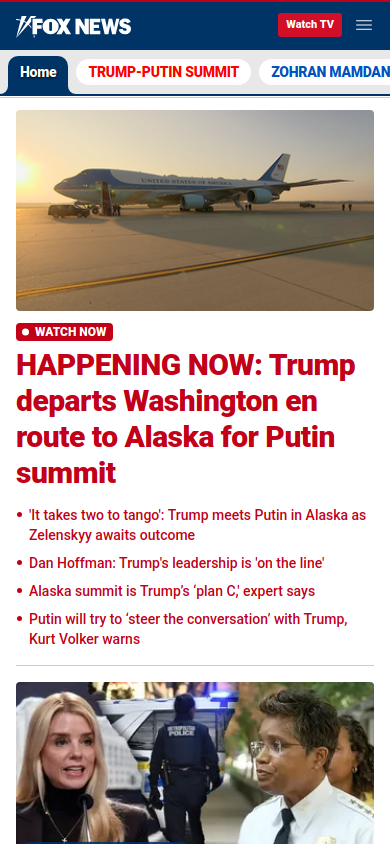 FOX NEWS
Watch TV
Home
TRUMP-PUTIN SUMMIT
ZOHRAN MAMDAN
UNITED STATES OF AMERICA
WATCH NOW
HAPPENING NOW: Trump
departs Washington en
route to Alaska for Putin
summit
'It takes two to tango': Trump meets Putin in Alaska as
Zelenskyy awaits outcome
Dan Hoffman: Trump's leadership is 'on the line'
Alaska summit is Trump's ‘plan C,’ expert says
Putin will try to ‘steer the conversation’ with Trump,
Kurt Volker warns
METROPOLITAN
POLICE